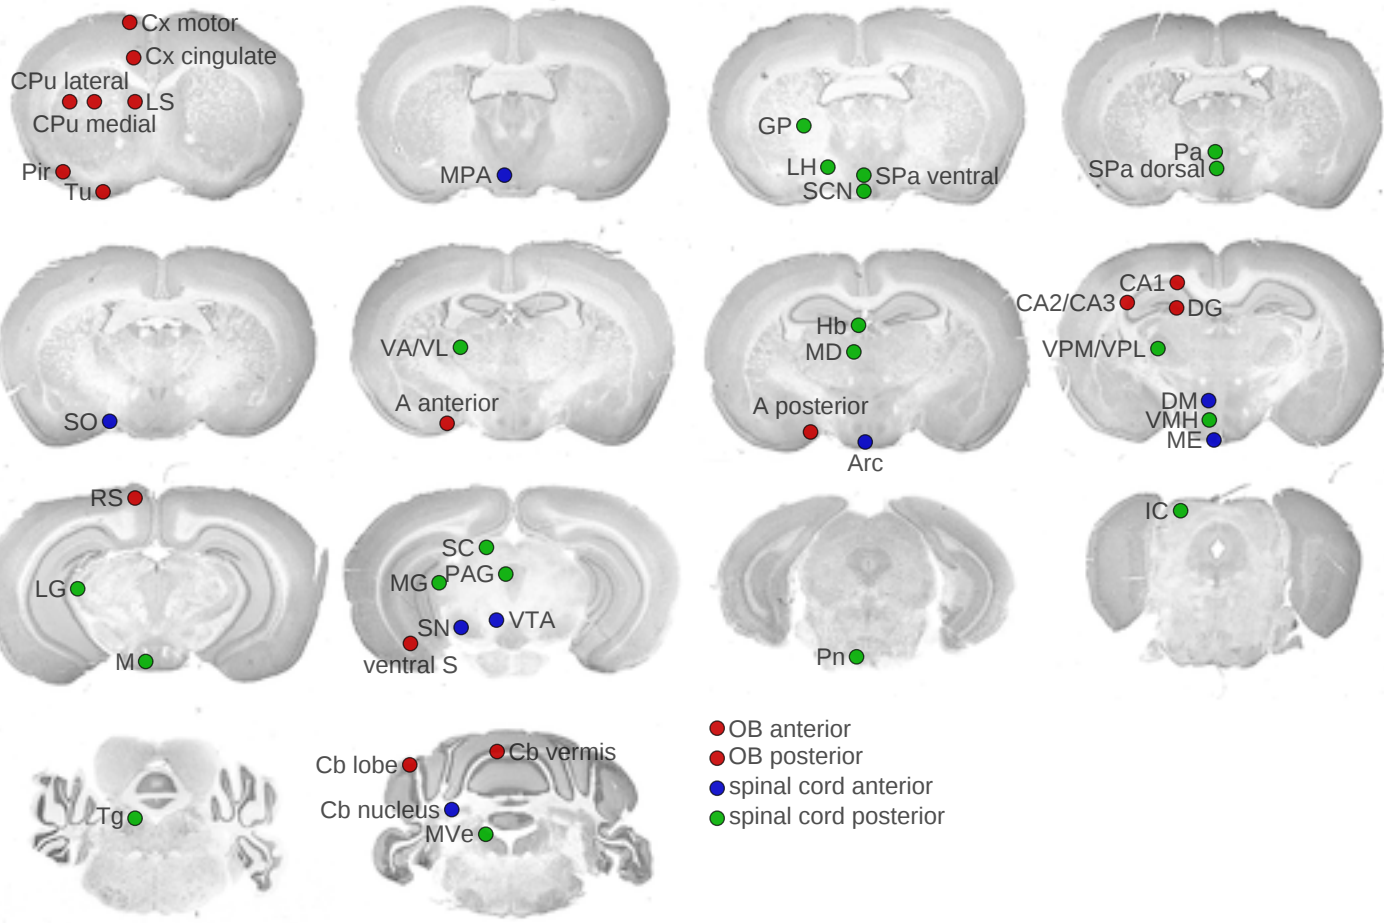 Cx motor
Cx cingulate
CPu lateral
LS
CPu medial
Pir
Tu
MPA
GP
LH
SPa ventral
SCN
Pa
SPa dorsal
SO
VA/VL
A anterior
Hb
MD
A posterior
Arc
CA1
CA2/CA3
DG
VPM/VPL
DM
VMH
ME
RS
LG
M
SC
MG
PAG
SN
VTA
ventral S
Pn
IC
Tg
Cb lobe
Cb vermis
Cb nucleus
MVe
OB anterior
OB posterior
spinal cord anterior
spinal cord posterior